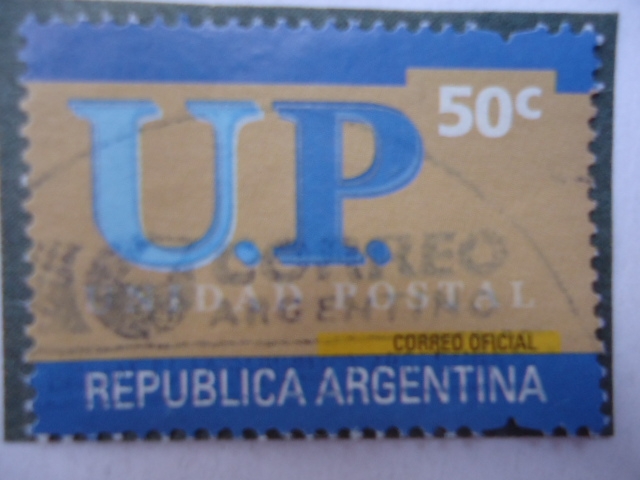 50c
U.P.
CORREO
UNIDAD POSTAL
ARGENTINO
CORREO OFICIAL
REPUBLICA ARGENTINA